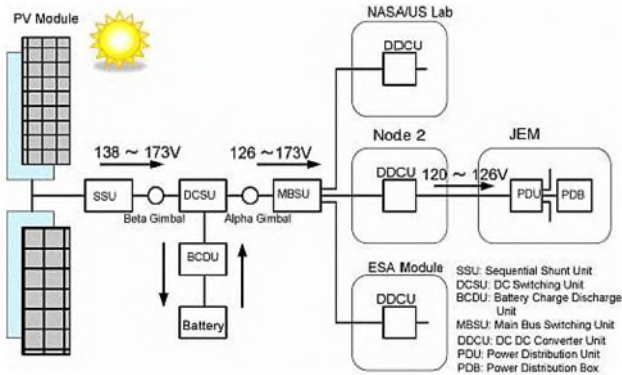 PV Module
NASA/US Lab
DDCU
138 ～ 173V
126 ～ 173V
Node 2
JEM
DDCU
120 ～ 126V
SSU
DCSU
MBSU
PDU
PDB
Beta Gimbal
Alpha Gimbal
BCDU
Battery
ESA Module
DDCU
SSU: Sequential Shunt Unit
DCSU: DC Switching Unit
BCDU: Battery Charge Discharge
Unit
MBSU: Main Bus Switching Unit
DDCU: DC DC Converter Unit
PDU: Power Distribution Unit
PDB: Power Distribution Box